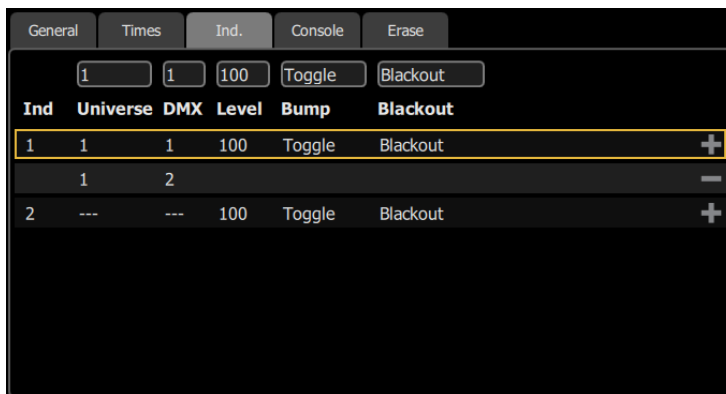 General Times Ind. Console Erase
1 1 100 Toggle Blackout
Ind Universe DMX Level Bump Blackout
1 1 1 100 Toggle Blackout
1 2
2 --- --- 100 Toggle Blackout